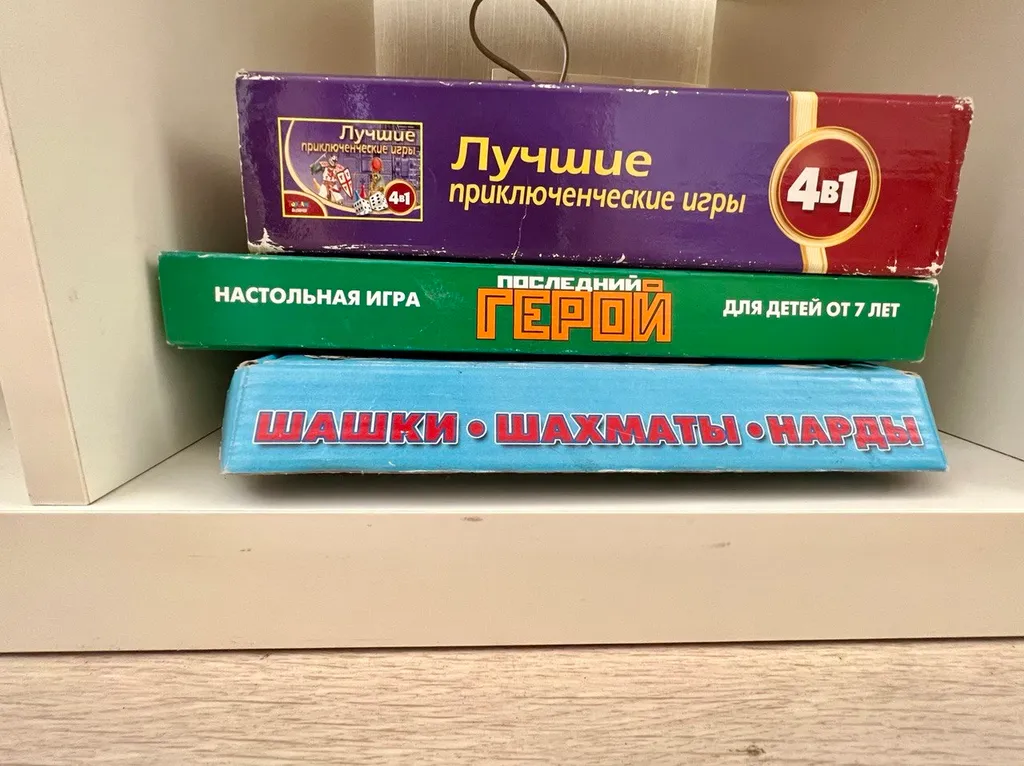 Лучшие
приключенческие игры
4в1
Лучшие
приключенческие игры
4в1
НАСТОЛЬНАЯ ИГРА
ПОСЛЕДНИЙ
ГЕРОЙ
ДЛЯ ДЕТЕЙ ОТ 7 ЛЕТ
ШАШКИ • ШАХМАТЫ • НАРДЫ